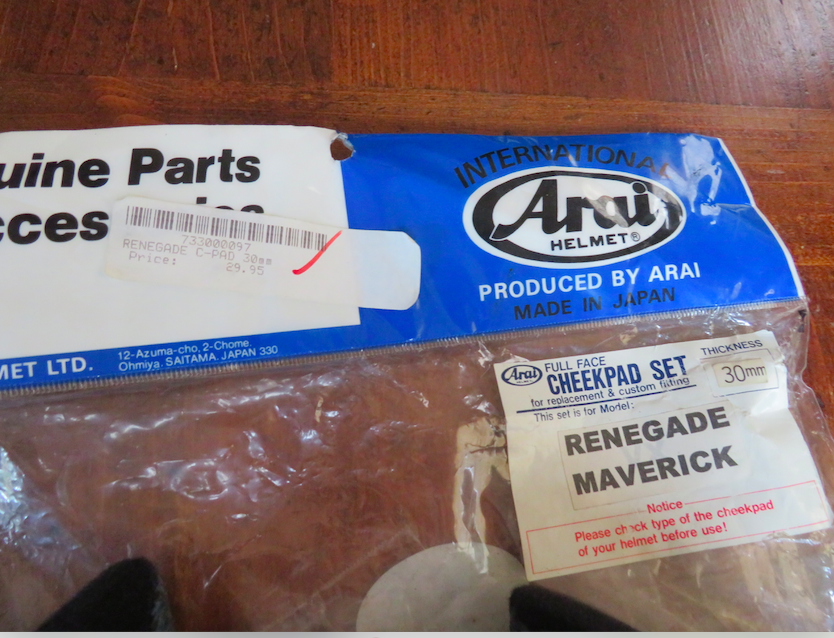 uine Parts
cces
733000097
RENEGADE C-PAD 30mm
Price: 29.95
MET LTD.
12-Azuma-cho, 2-Chome.
Ohmiya. SAITAMA. JAPAN 330
INTERNATIONAL
Arai
HELMET®
PRODUCED BY ARAI
MADE IN JAPAN
Arai
HELMET
FULL FACE
CHEEKPAD SET
for replacement & custom fitting
THICKNESS
30mm
This set is for Model:
RENEGADE
MAVERICK
Notice
Please check type of the cheekpad
of your helmet before use!